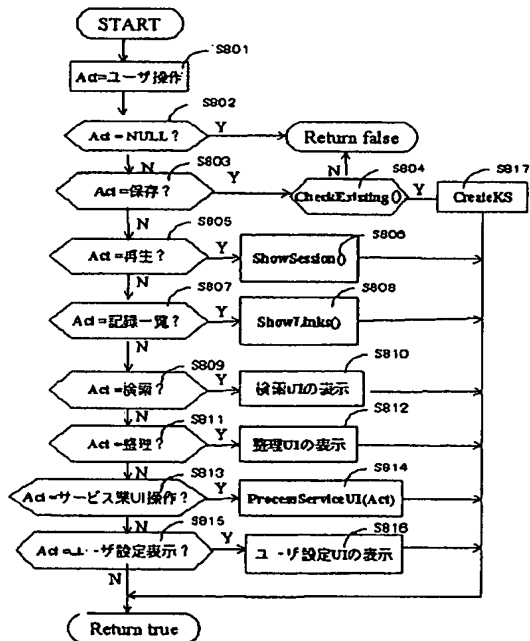 START
S801
Act=ユーザ操作
S802
Act=NULL？
Y
Return false
N
S803
N
S804
S817
Act=保存？
Y
CheckExisting()
Y
CreateKS
N
S805
S806
Act=再生？
Y
ShowSession()
N
S807
S808
Act=記録一覧？
Y
ShowLinks()
N
S809
S810
Act=検索？
Y
検索UIの表示
N
S811
S812
Act=整理？
Y
整理UIの表示
N
S813
S814
Act=サービス業UI操作？
Y
ProcessServiceUI(Act)
N
S815
S816
Act=ユーザ設定表示？
Y
ユーザ設定UIの表示
N
Return true